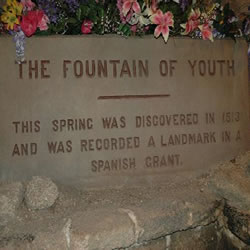 THE FOUNTAIN OF YOUTH
THIS SPRING WAS DISCOVERED IN 1513
AND WAS RECORDED A LANDMARK IN A
SPANISH GRANT.